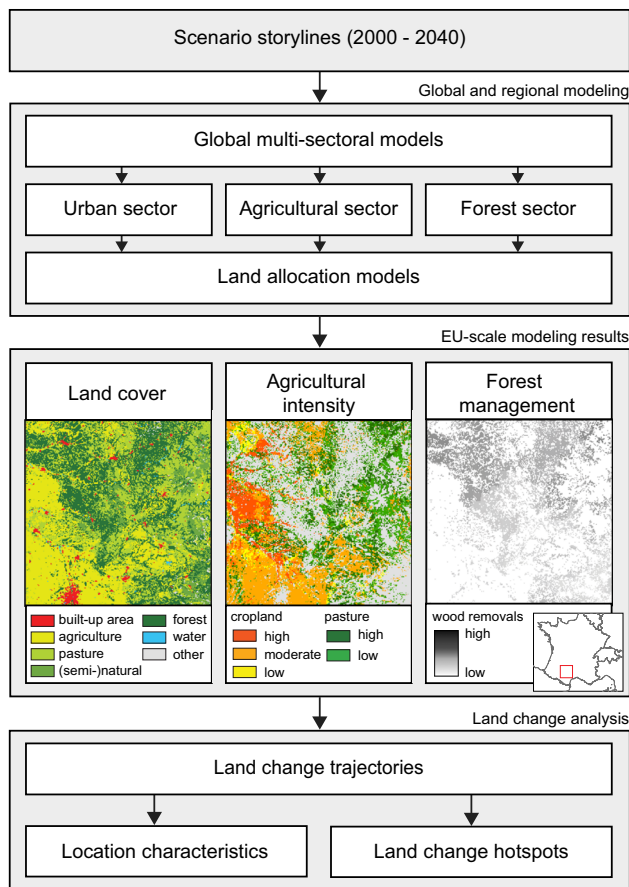 Scenario storylines (2000 - 2040)
Global and regional modeling
Global multi-sectoral models
Urban sector
Agricultural sector
Forest sector
Land allocation models
EU-scale modeling results
Land cover
Agricultural
intensity
Forest
management
built-up area
agriculture
pasture
(semi-)natural
forest
water
other
cropland
high
moderate
low
pasture
high
low
wood removals
high
low
Land change analysis
Land change trajectories
Location characteristics
Land change hotspots